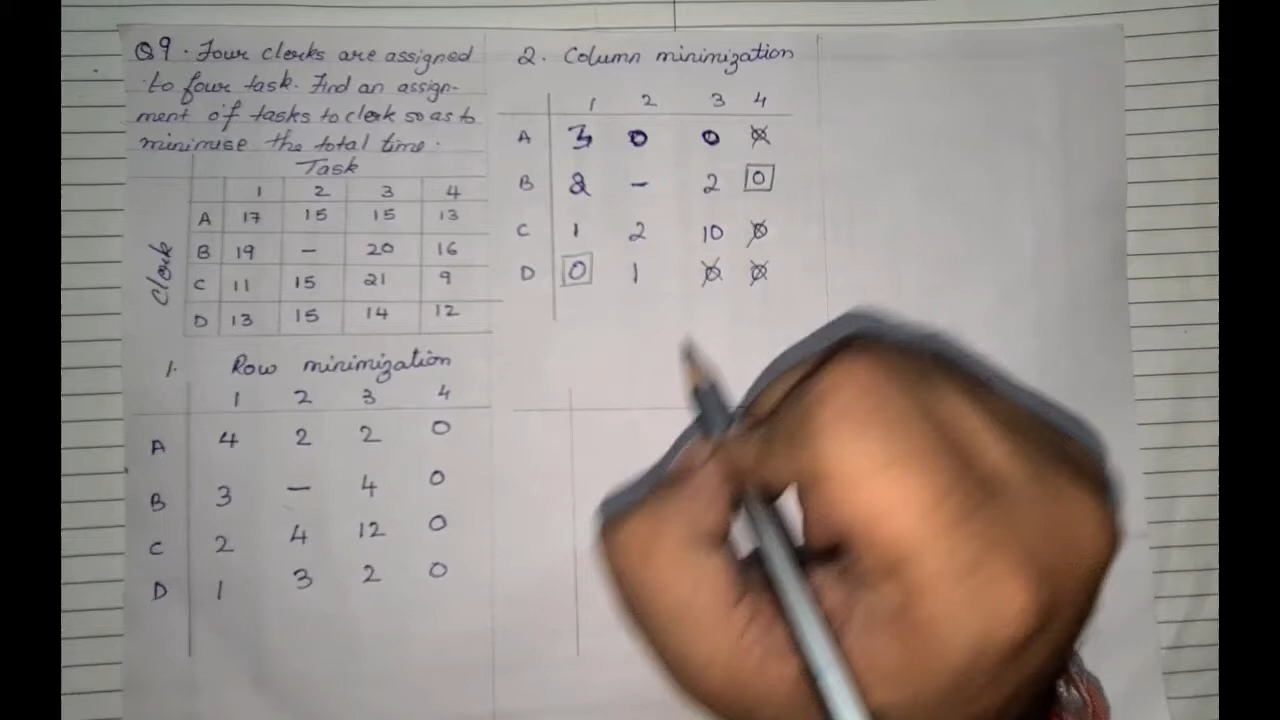 Q9. Four clerks are assigned
to four task. Find an assign-
ment of tasks to clerk so as to
minimise the total time.
Task
1 2 3 4
A 17 15 15 13
B 19 - 20 16
C 11 15 21 9
D 13 15 14 12
Clerk
1. Row minimization
1 2 3 4
A 4 2 2 0
B 3 - 4 0
C 2 4 12 0
D 1 3 2 0
2. Column minimization
1 2 3 4
A 3 0 0 0
B 2 - 2 0
C 1 2 10 0
D 0 1 0 0